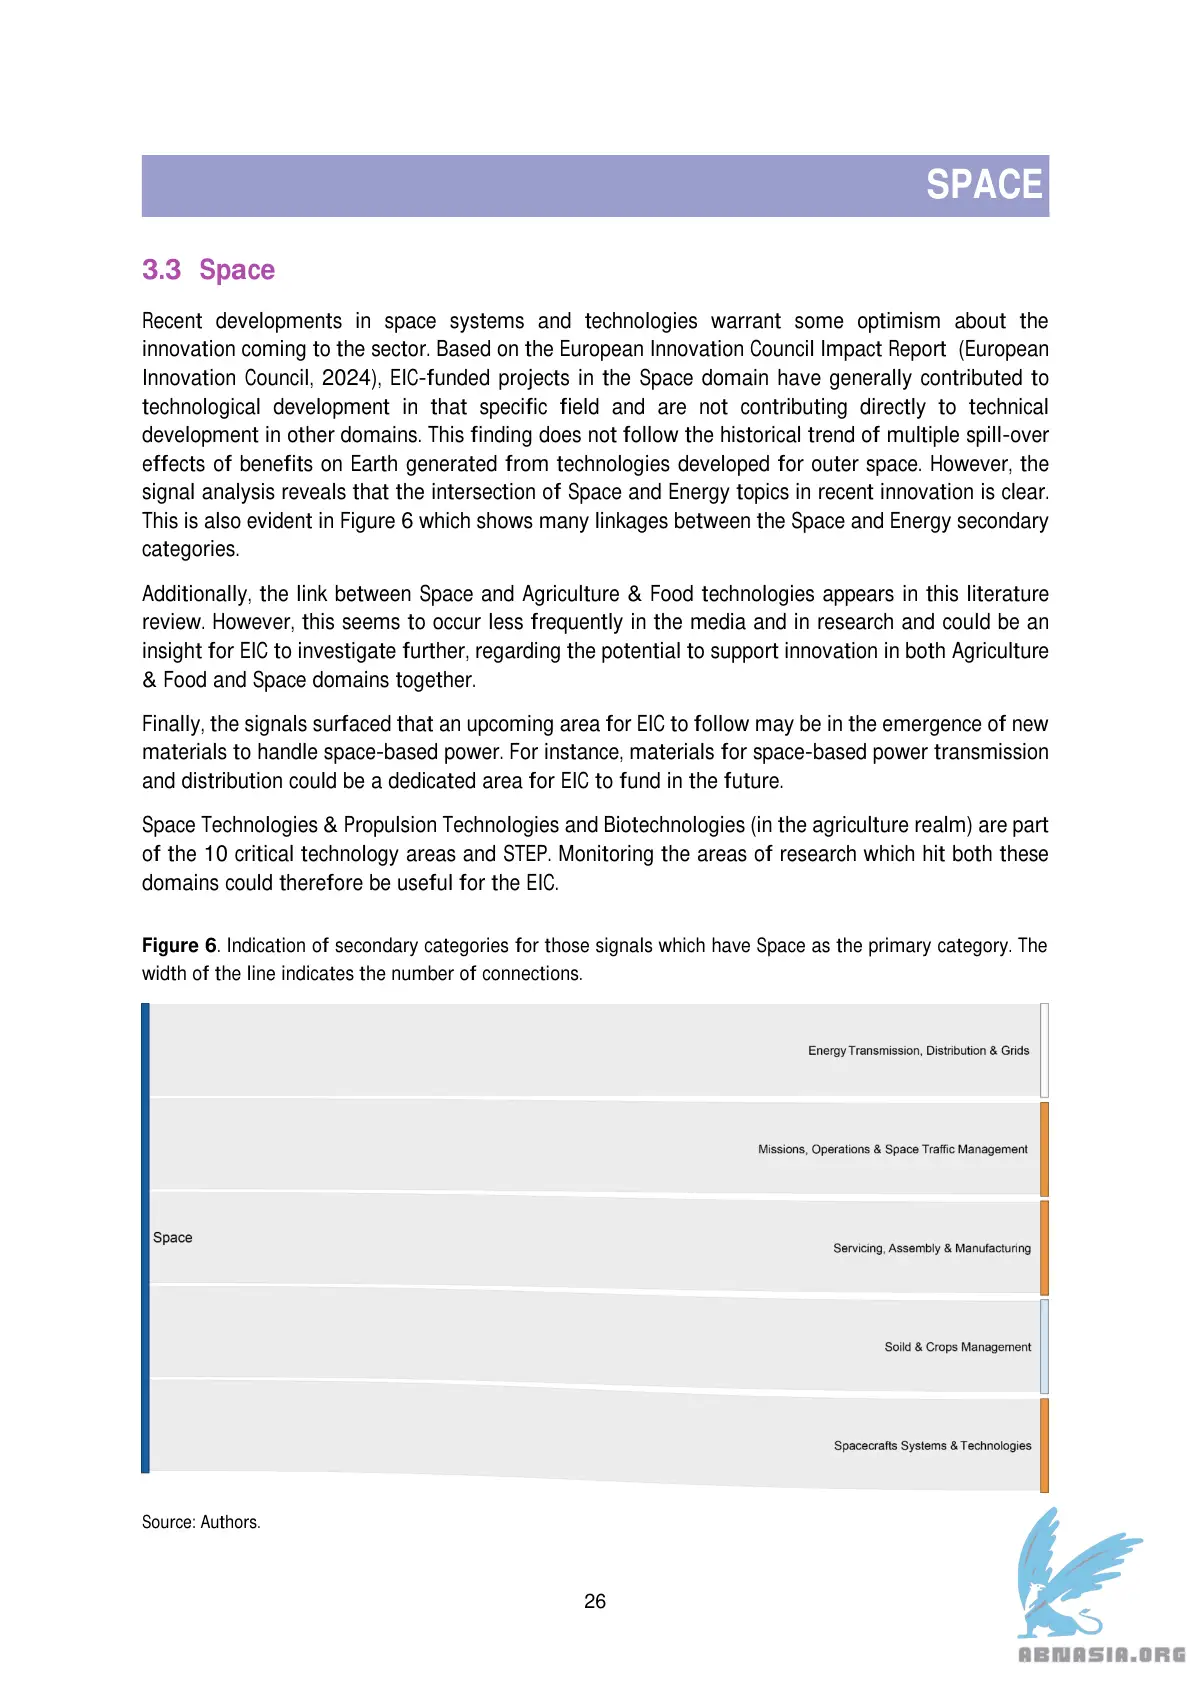 SPACE
3.3 Space
Recent developments in space systems and technologies warrant some optimism about the
innovation coming to the sector. Based on the European Innovation Council Impact Report (European
Innovation Council, 2024), EIC-funded projects in the Space domain have generally contributed to
technological development in that specific field and are not contributing directly to technical
development in other domains. This finding does not follow the historical trend of multiple spill-over
effects of benefits on Earth generated from technologies developed for outer space. However, the
signal analysis reveals that the intersection of Space and Energy topics in recent innovation is clear.
This is also evident in Figure 6 which shows many linkages between the Space and Energy secondary
categories.
Additionally, the link between Space and Agriculture & Food technologies appears in this literature
review. However, this seems to occur less frequently in the media and in research and could be an
insight for EIC to investigate further, regarding the potential to support innovation in both Agriculture
& Food and Space domains together.
Finally, the signals surfaced that an upcoming area for EIC to follow may be in the emergence of new
materials to handle space-based power. For instance, materials for space-based power transmission
and distribution could be a dedicated area for EIC to fund in the future.
Space Technologies & Propulsion Technologies and Biotechnologies (in the agriculture realm) are part
of the 10 critical technology areas and STEP. Monitoring the areas of research which hit both these
domains could therefore be useful for the EIC.
Figure 6. Indication of secondary categories for those signals which have Space as the primary category. The
width of the line indicates the number of connections.
Energy Transmission, Distribution & Grids
Missions, Operations & Space Traffic Management
Space
Servicing, Assembly & Manufacturing
Soild & Crops Management
Spacecrafts Systems & Technologies
Source: Authors.
26
ABNASIA.ORG